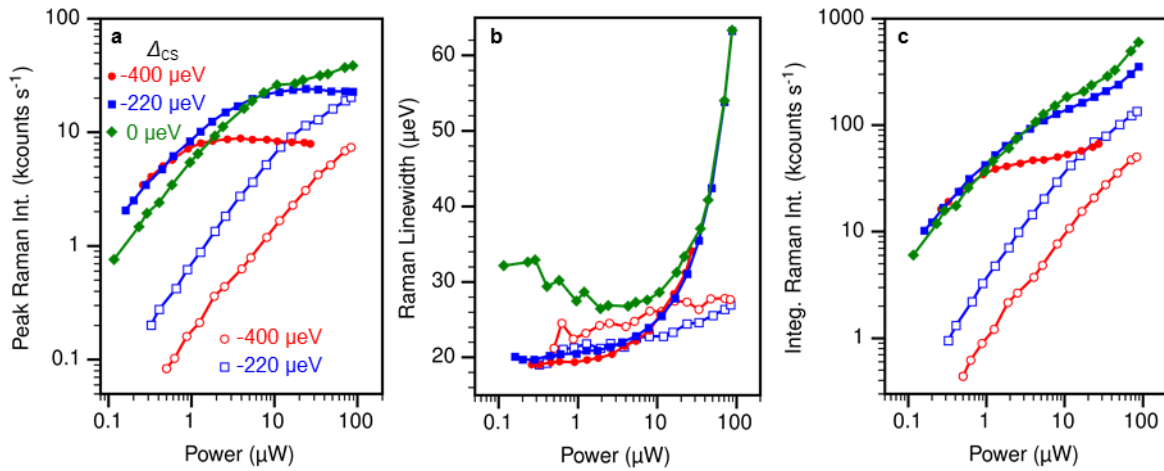 a
Δ_CS
-400 µeV
-220 µeV
0 µeV
-400 µeV
-220 µeV
100
10
1
0.1
Peak Raman Int. (kcounts s⁻¹)
0.1 1 10 100
Power (µW)
b
60
50
40
30
20
Raman Linewidth (µeV)
0.1 1 10 100
Power (µW)
c
1000
100
10
1
Integ. Raman Int. (kcounts s⁻¹)
0.1 1 10 100
Power (µW)